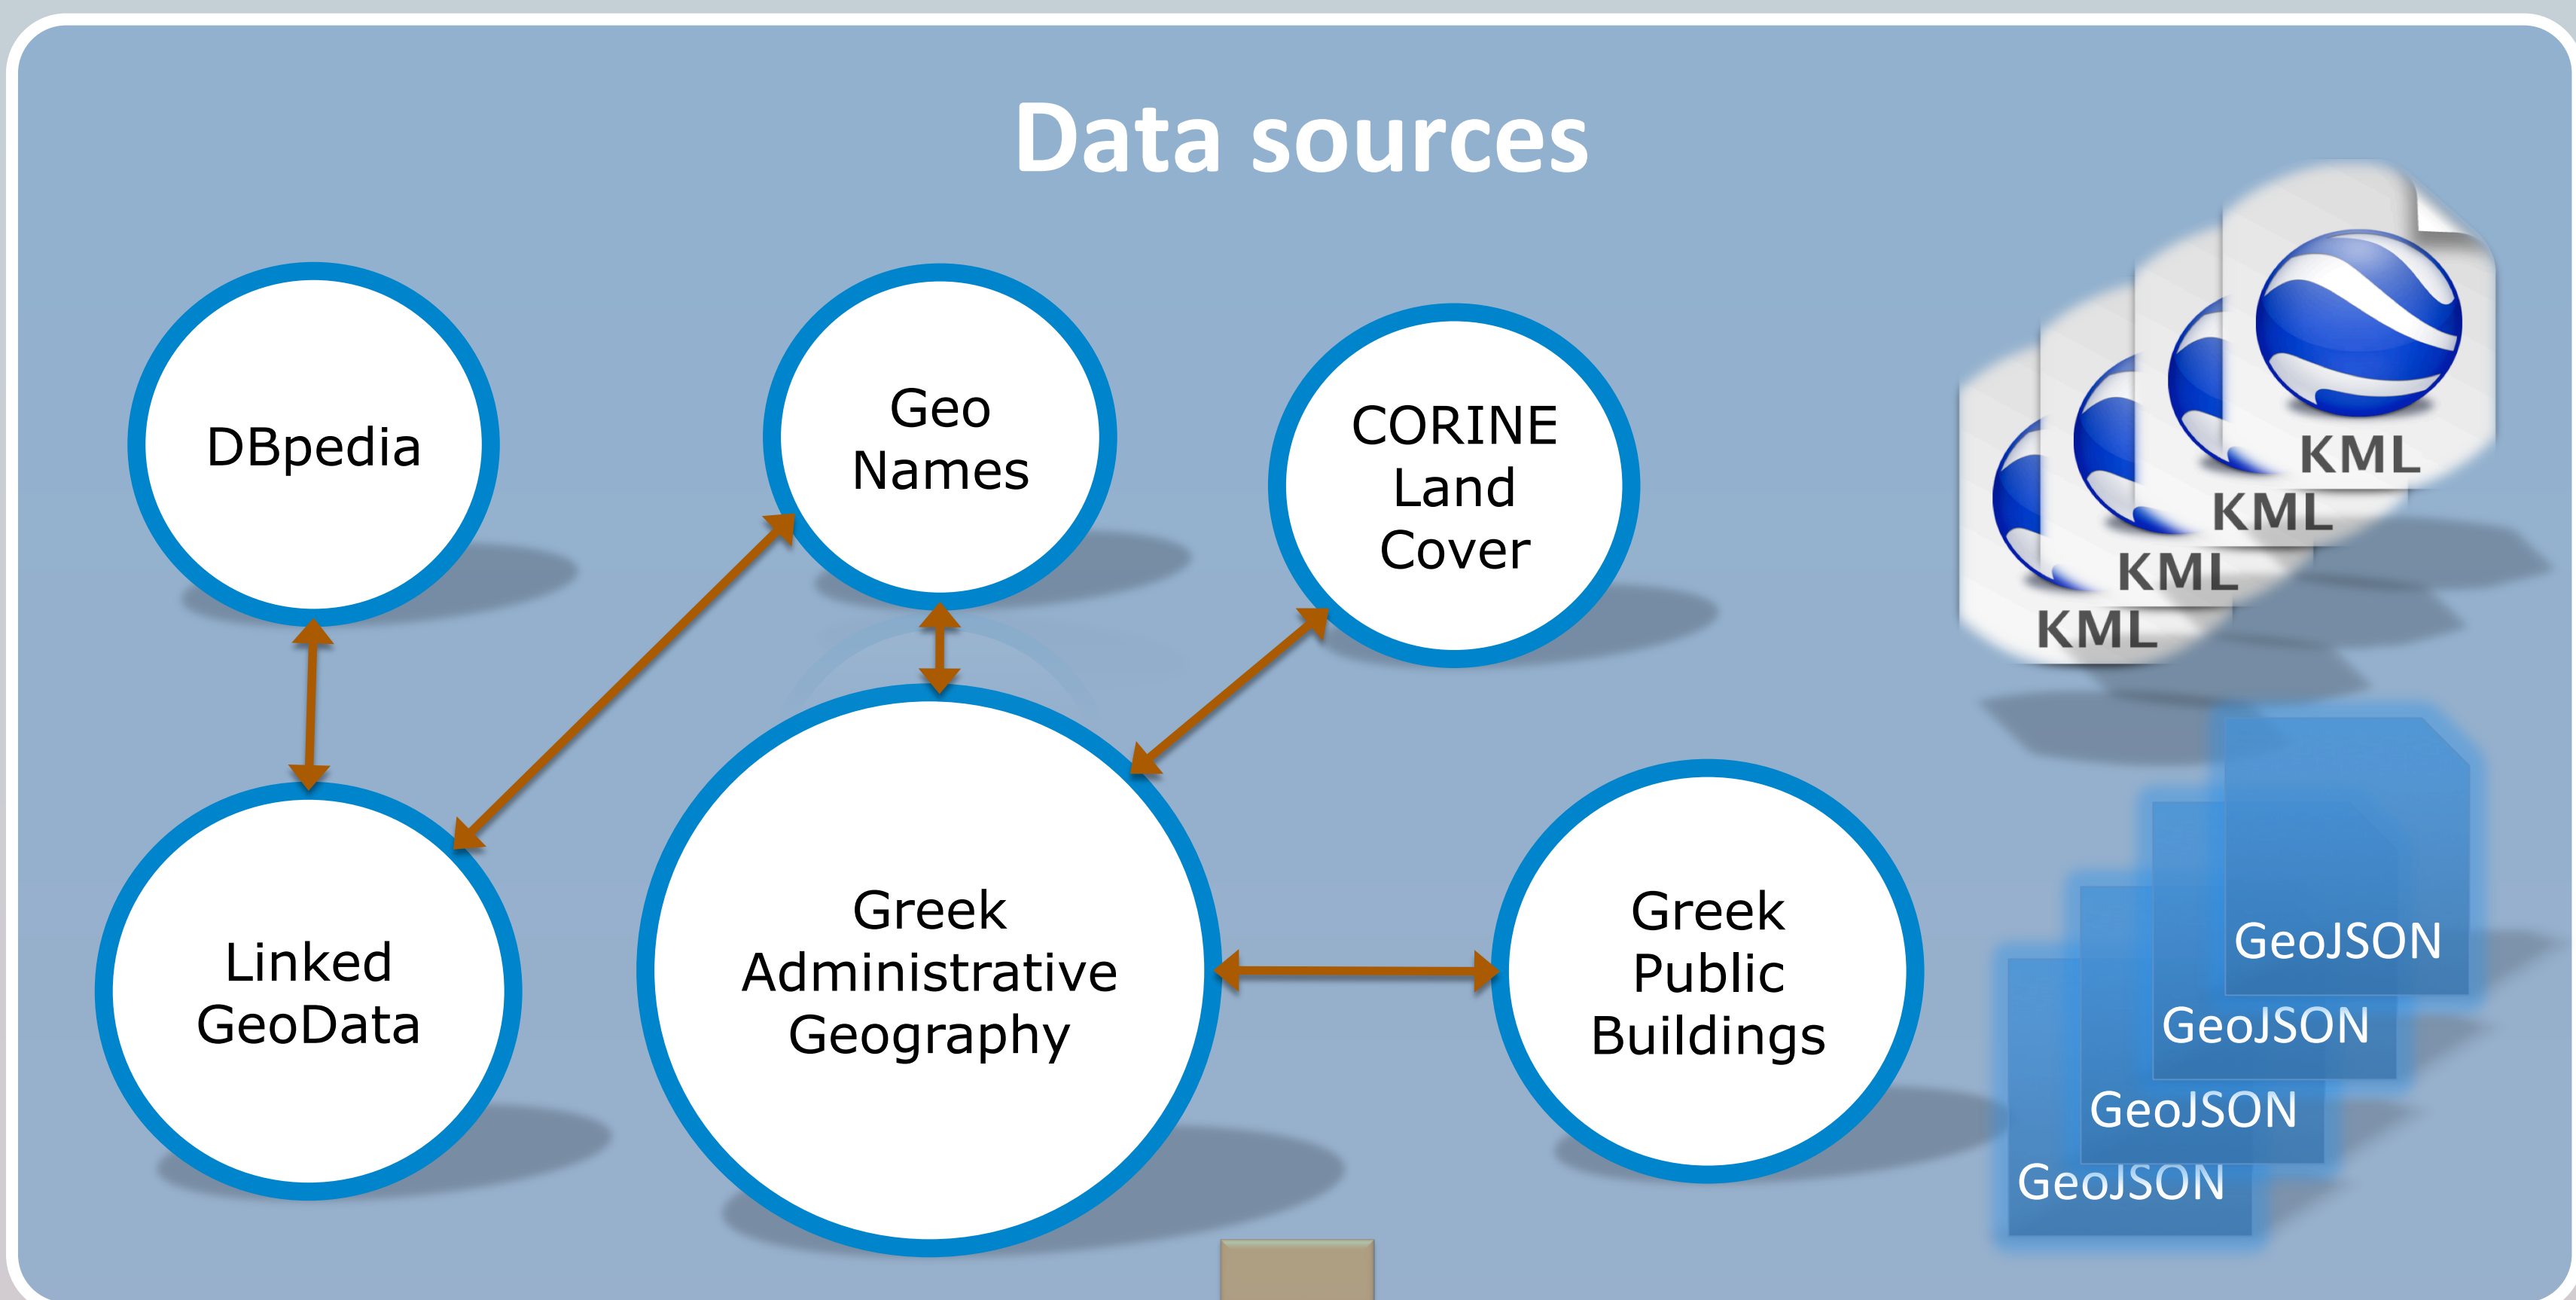 Data sources
DBpedia
Geo
Names
CORINE
Land
Cover
KML
KML
KML
KML
Linked
GeoData
Greek
Administrative
Geography
Greek
Public
Buildings
GeoJSON
GeoJSON
GeoJSON
GeoJSON